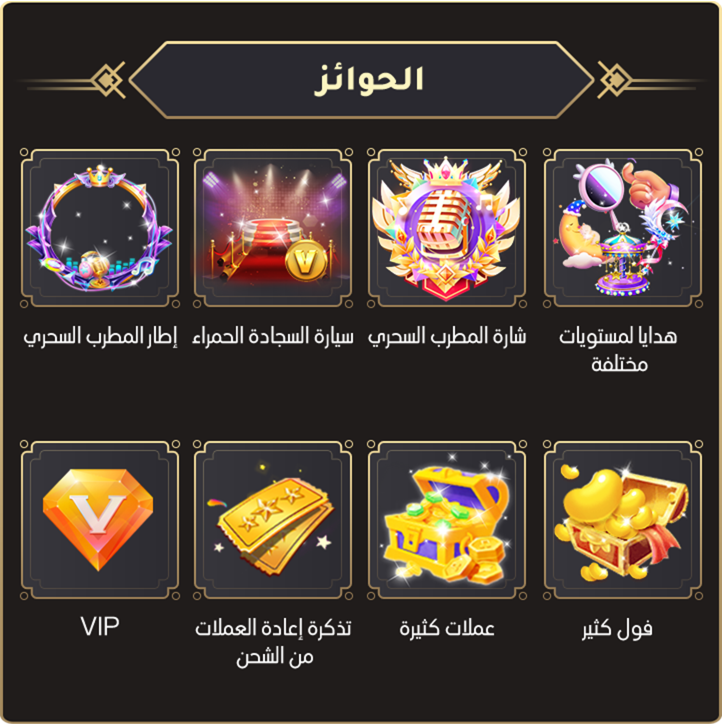 الحوائز
هدايا لمستويات
مختلفة
شارة المطرب السحري
سيارة السجادة الحمراء
إطار المطرب السحري
فول كثير
عملات كثيرة
تذكرة إعادة العملات
من الشحن
V
VIP